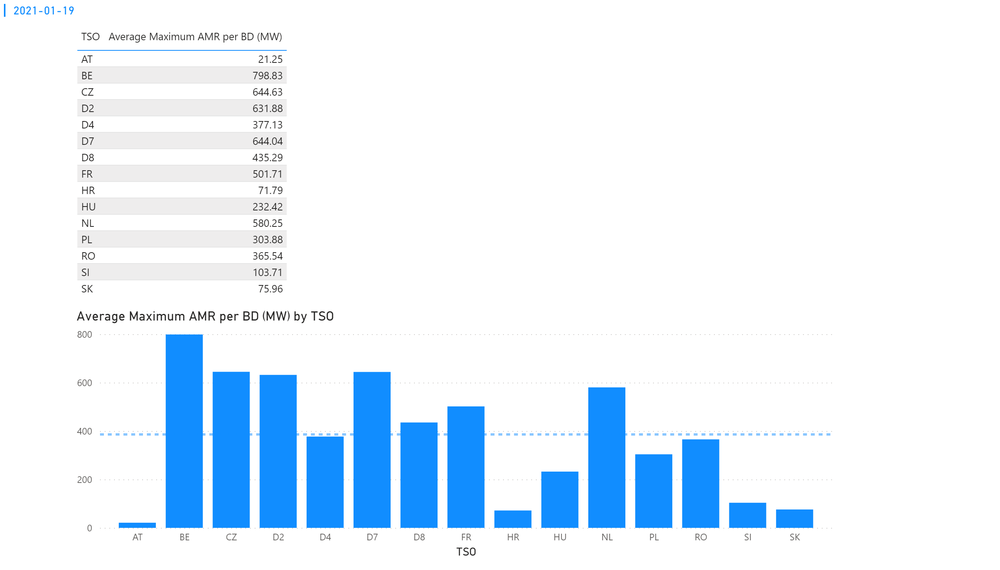 2021-01-19
TSO Average Maximum AMR per BD (MW)
AT 21.25
BE 798.83
CZ 644.63
D2 631.88
D4 377.13
D7 644.04
D8 435.29
FR 501.71
HR 71.79
HU 232.42
NL 580.25
PL 303.88
RO 365.54
SI 103.71
SK 75.96
Average Maximum AMR per BD (MW) by TSO
800
600
400
200
0
AT BE CZ D2 D4 D7 D8 FR HR HU NL PL RO SI SK
TSO